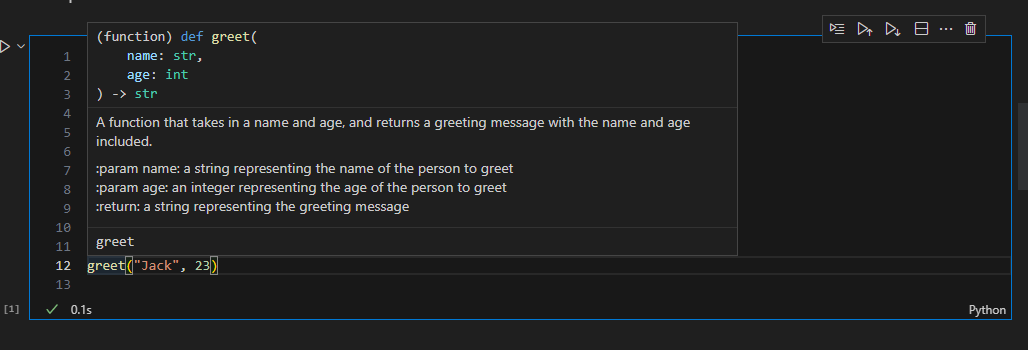 (function) def greet(
1
name: str,
2
age: int
3
) -> str
4
A function that takes in a name and age, and returns a greeting message with the name and age
5
included.
6
7
:param name: a string representing the name of the person to greet
8
:param age: an integer representing the age of the person to greet
9
:return: a string representing the greeting message
10
11
greet
12
greet("Jack", 23)
13
[1]
0.1s
Python